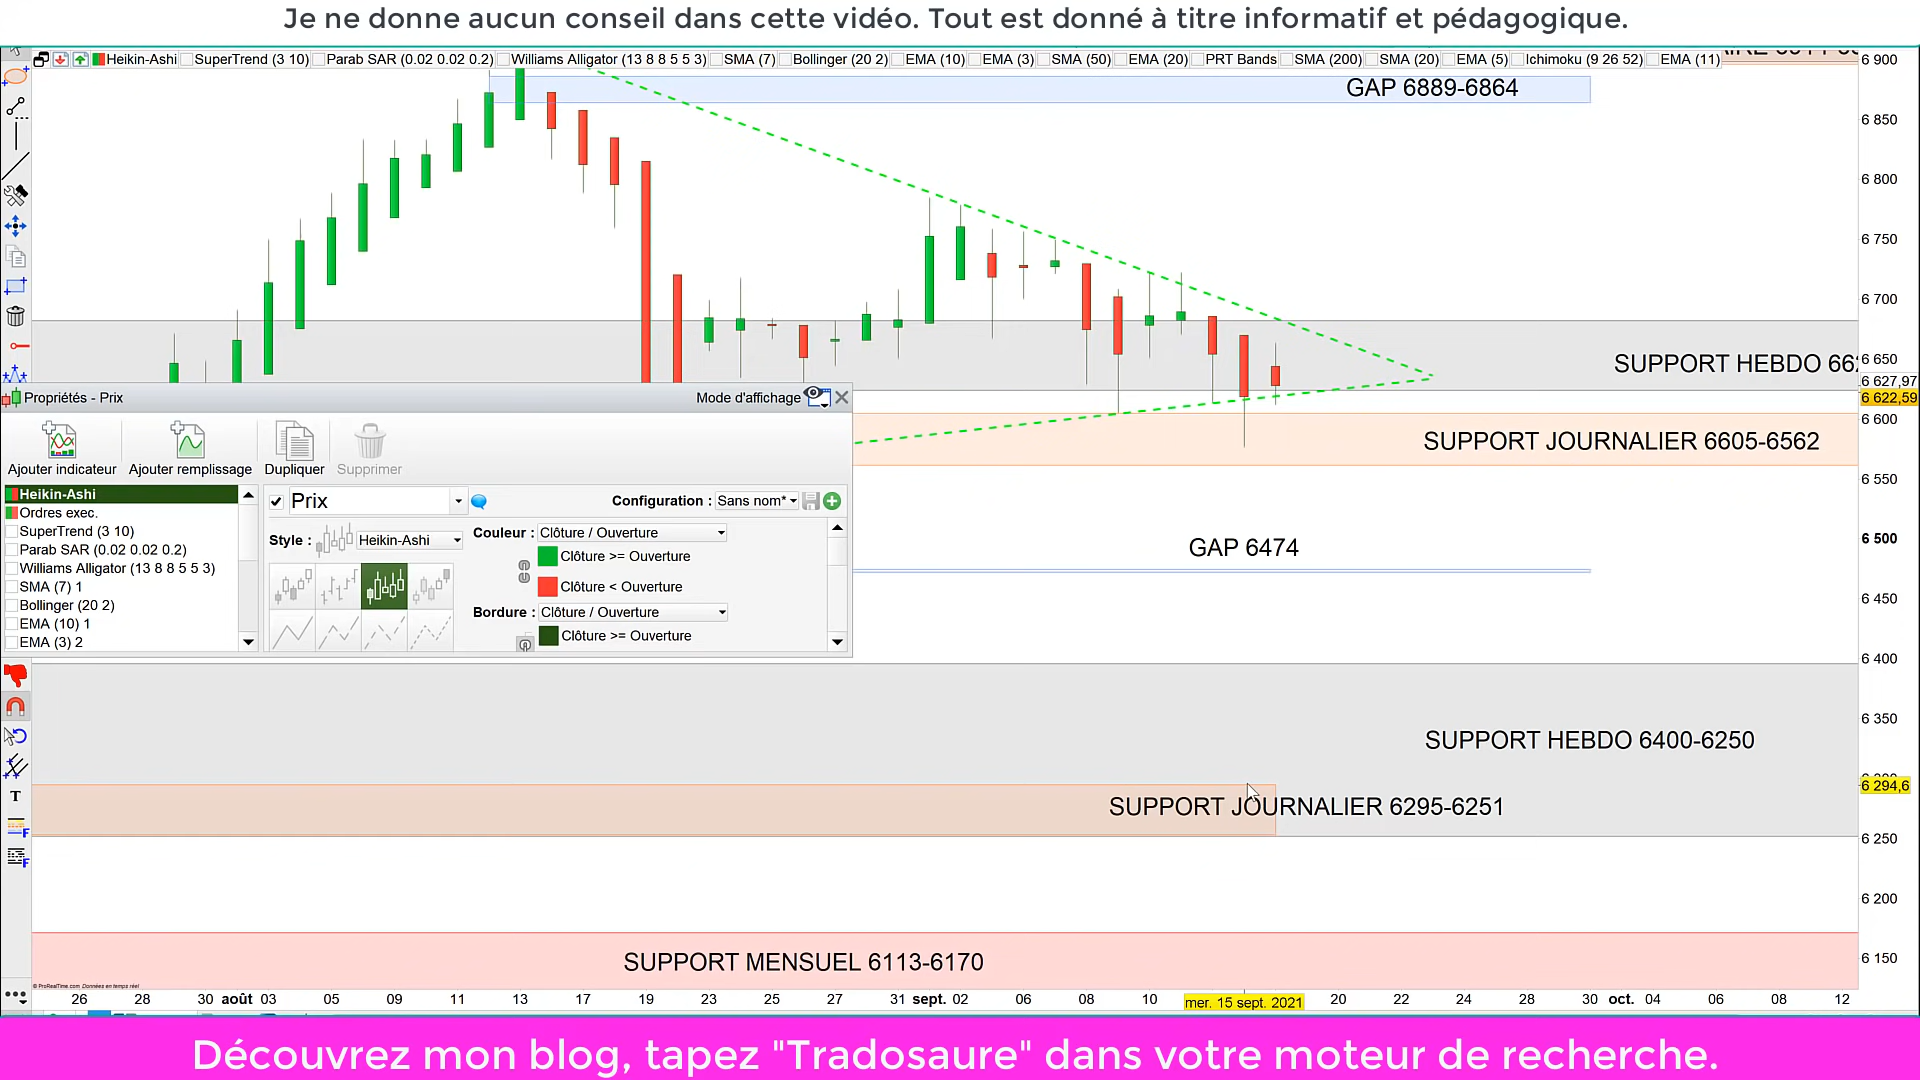 Je ne donne aucun conseil dans cette vidéo. Tout est donné à titre informatif et pédagogique.
Heikin-Ashi SuperTrend (3 10) Parab SAR (0.02 0.02 0.2) Williams Alligator (13 8 8 5 5 3) SMA (7) Bollinger (20 2) EMA (10) EMA (3) SMA (50) EMA (20) PRT Bands SMA (200) SMA (20) EMA (5) Ichimoku (9 26 52) EMA (11)
6 900
GAP 6889-6864
6 850
6 800
6 750
6 700
SUPPORT HEBDO 662
6 650
6 627,97
6 622,59
6 600
SUPPORT JOURNALIER 6605-6562
6 550
6 500
GAP 6474
6 450
6 400
6 350
SUPPORT HEBDO 6400-6250
6 294,6
SUPPORT JOURNALIER 6295-6251
6 250
6 200
SUPPORT MENSUEL 6113-6170
6 150
Propriétés - Prix
Mode d'affichage
Ajouter indicateur
Ajouter remplissage
Dupliquer
Supprimer
Heikin-Ashi
Ordres exec.
SuperTrend (3 10)
Parab SAR (0.02 0.02 0.2)
Williams Alligator (13 8 8 5 5 3)
SMA (7) 1
Bollinger (20 2)
EMA (10) 1
EMA (3) 2
Prix
Configuration : Sans nom*
Style : Heikin-Ashi
Couleur : Clôture / Ouverture
Clôture >= Ouverture
Clôture < Ouverture
Bordure : Clôture / Ouverture
Clôture >= Ouverture
© ProRealTime.com Données en temps réel
26 28 30 août 03 05 09 11 13 17 19 23 25 27 31 sept. 02 06 08 10 mer. 15 sept. 2021 20 22 24 28 30 oct. 04 06 08 12
Découvrez mon blog, tapez "Tradosaure" dans votre moteur de recherche.